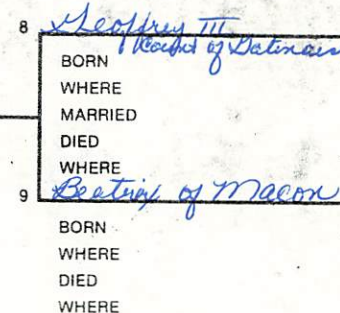 8 Geoffrey III
Count of Gatinais
BORN
WHERE
MARRIED
DIED
WHERE
9 Beatrix of Macon
BORN
WHERE
DIED
WHERE